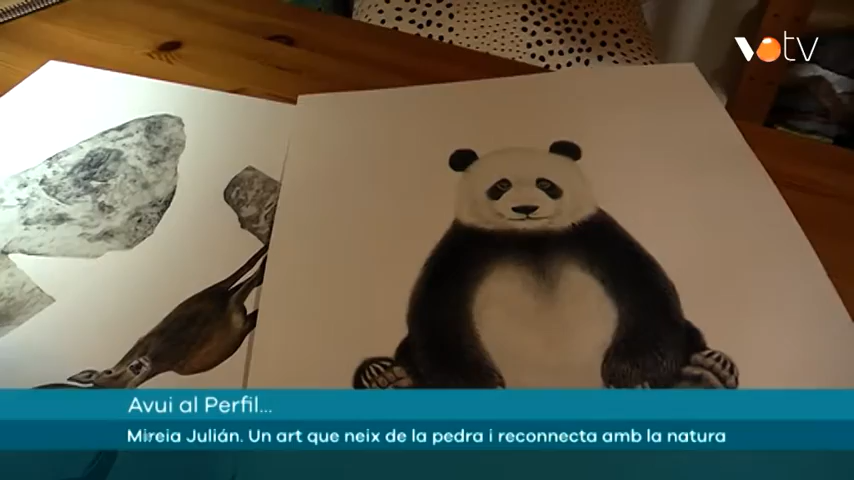 votv
Avui al Perfil...
Mireia Julián. Un art que neix de la pedra i reconnecta amb la natura